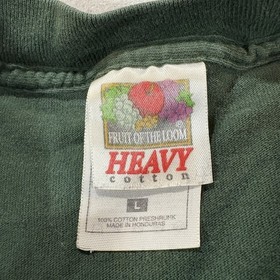 FRUIT OF THE LOOM
HEAVY
cotton
L
100% COTTON PRESHRUNK
MADE IN HONDURAS